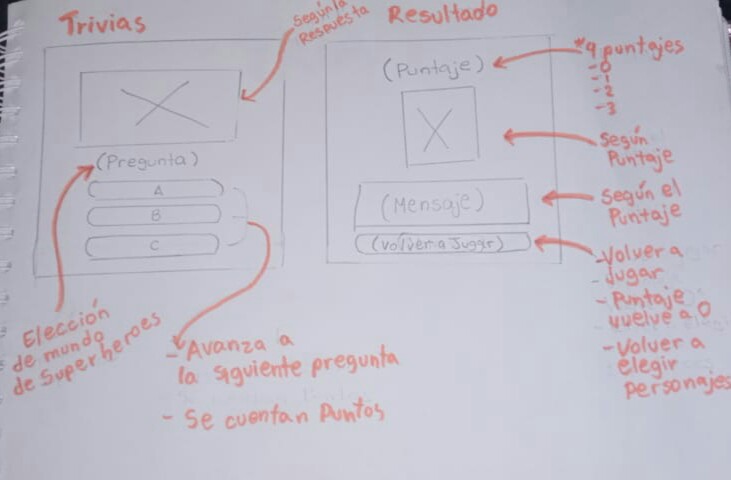 Trivias
Según la
Respuesta
(Pregunta)
A
B
C
Elección
de mundo
de Superheroes
- Avanza a
la siguiente pregunta
- Se cuentan Puntos
Resultado
(Puntaje)
*4 puntajes
-0
-1
-2
-3
Según
Puntaje
(Mensaje)
Según el
Puntaje
(Volver a Jugar)
-Volver a
Jugar
- Puntaje
vuelve a 0
- Volver a
elegir
personajes